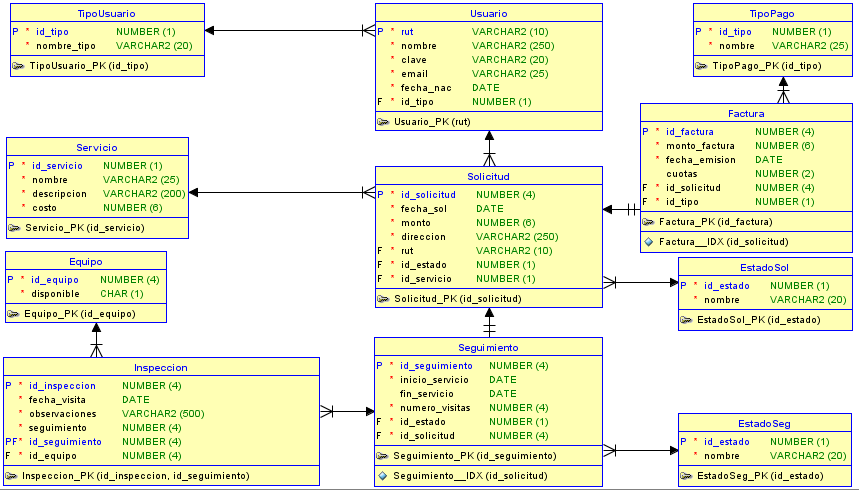 TipoUsuario
P * id_tipo NUMBER (1)
* nombre_tipo VARCHAR2 (20)
TipoUsuario_PK (id_tipo)
Usuario
P * rut VARCHAR2 (10)
* nombre VARCHAR2 (250)
* clave VARCHAR2 (20)
* email VARCHAR2 (25)
* fecha_nac DATE
F * id_tipo NUMBER (1)
Usuario_PK (rut)
TipoPago
P * id_tipo NUMBER (1)
* nombre VARCHAR2 (25)
TipoPago_PK (id_tipo)
Factura
P * id_factura NUMBER (4)
* monto_factura NUMBER (6)
* fecha_emision DATE
cuotas NUMBER (2)
F * id_solicitud NUMBER (4)
F * id_tipo NUMBER (1)
Factura_PK (id_factura)
Factura__IDX (id_solicitud)
Servicio
P * id_servicio NUMBER (1)
* nombre VARCHAR2 (25)
* descripcion VARCHAR2 (200)
* costo NUMBER (6)
Servicio_PK (id_servicio)
Solicitud
P * id_solicitud NUMBER (4)
* fecha_sol DATE
* monto NUMBER (6)
* direccion VARCHAR2 (250)
F * rut VARCHAR2 (10)
F * id_estado NUMBER (1)
F * id_servicio NUMBER (1)
Solicitud_PK (id_solicitud)
Equipo
P * id_equipo NUMBER (4)
* disponible CHAR (1)
Equipo_PK (id_equipo)
EstadoSol
P * id_estado NUMBER (1)
* nombre VARCHAR2 (20)
EstadoSol_PK (id_estado)
Inspeccion
P * id_inspeccion NUMBER (4)
* fecha_visita DATE
* observaciones VARCHAR2 (500)
* seguimiento NUMBER (4)
PF* id_seguimiento NUMBER (4)
F * id_equipo NUMBER (4)
Inspeccion_PK (id_inspeccion, id_seguimiento)
Seguimiento
P * id_seguimiento NUMBER (4)
* inicio_servicio DATE
fin_servicio DATE
* numero_visitas NUMBER (4)
F * id_estado NUMBER (1)
F * id_solicitud NUMBER (4)
Seguimiento_PK (id_seguimiento)
Seguimiento__IDX (id_solicitud)
EstadoSeg
P * id_estado NUMBER (1)
* nombre VARCHAR2 (20)
EstadoSeg_PK (id_estado)